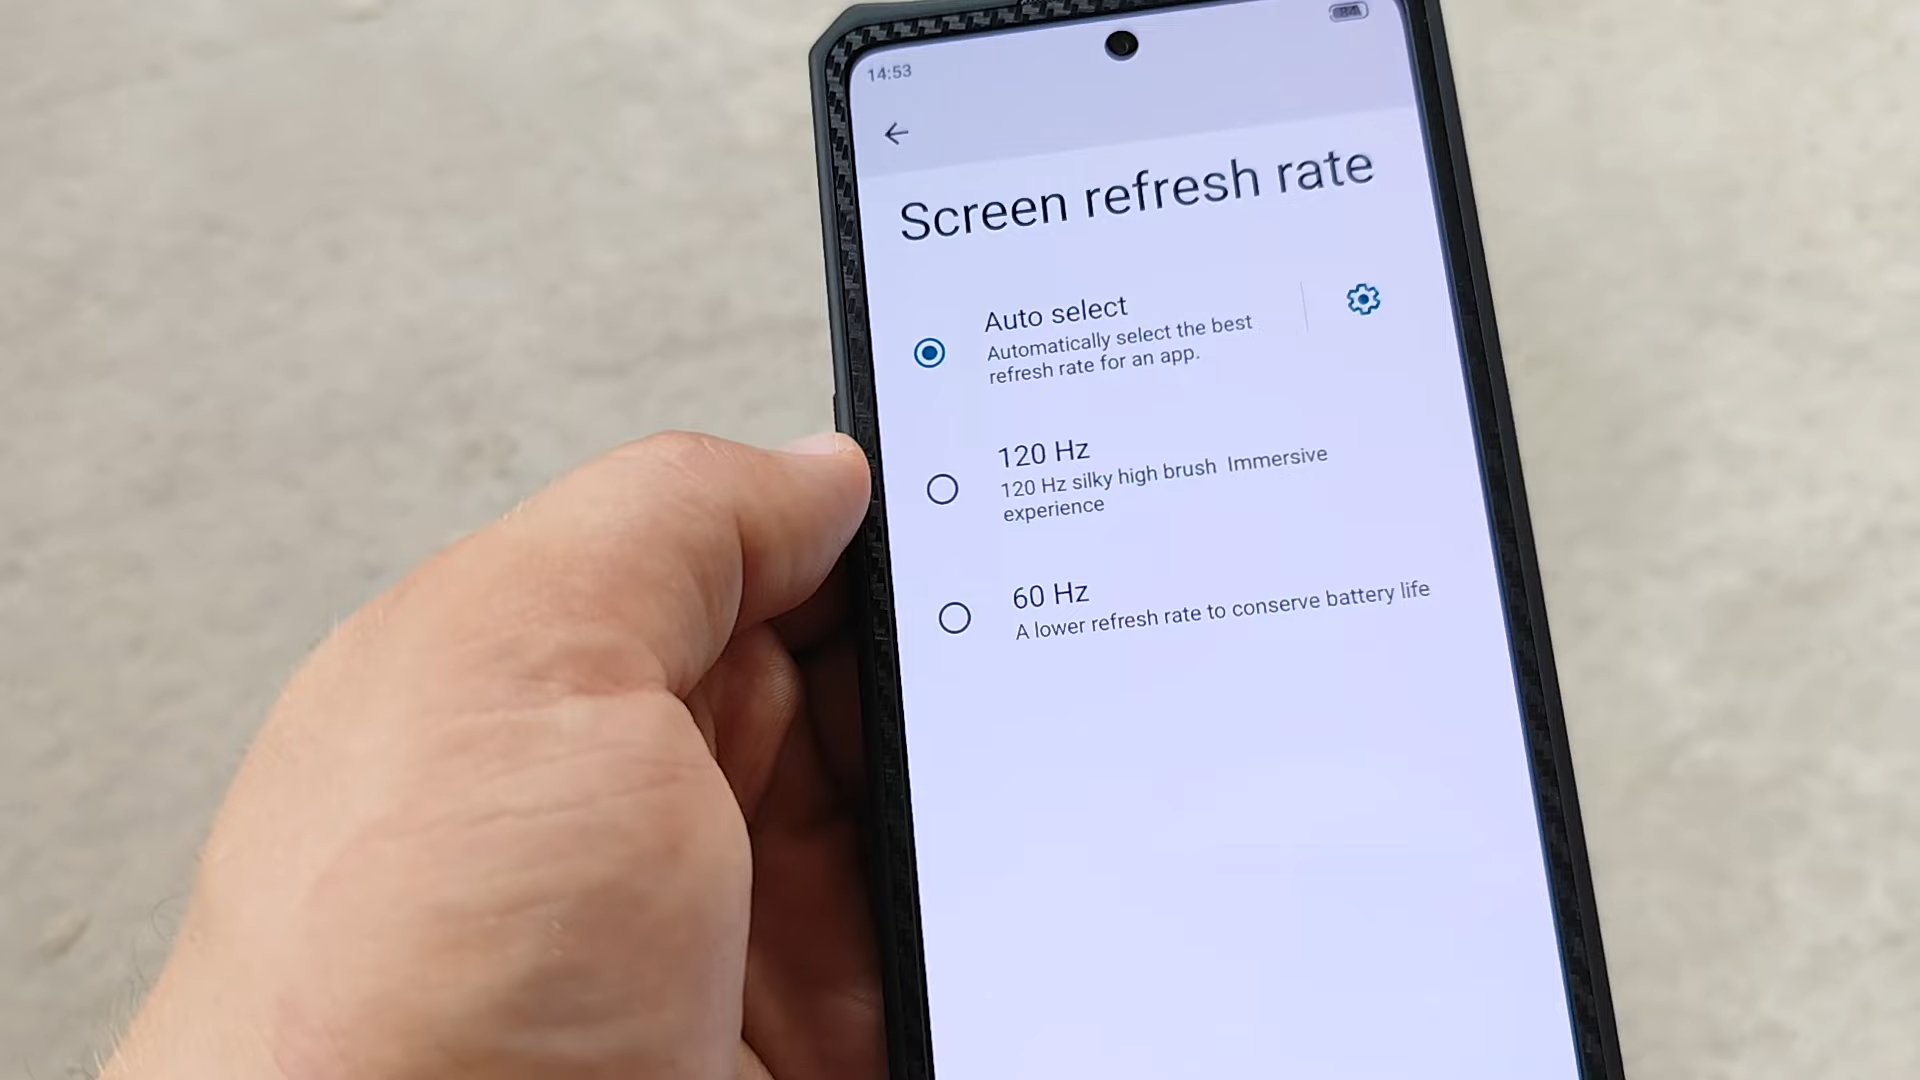 14:53
Screen refresh rate
Auto select
Automatically select the best
refresh rate for an app.
120 Hz
120 Hz silky high brush Immersive
experience
60 Hz
A lower refresh rate to conserve battery life